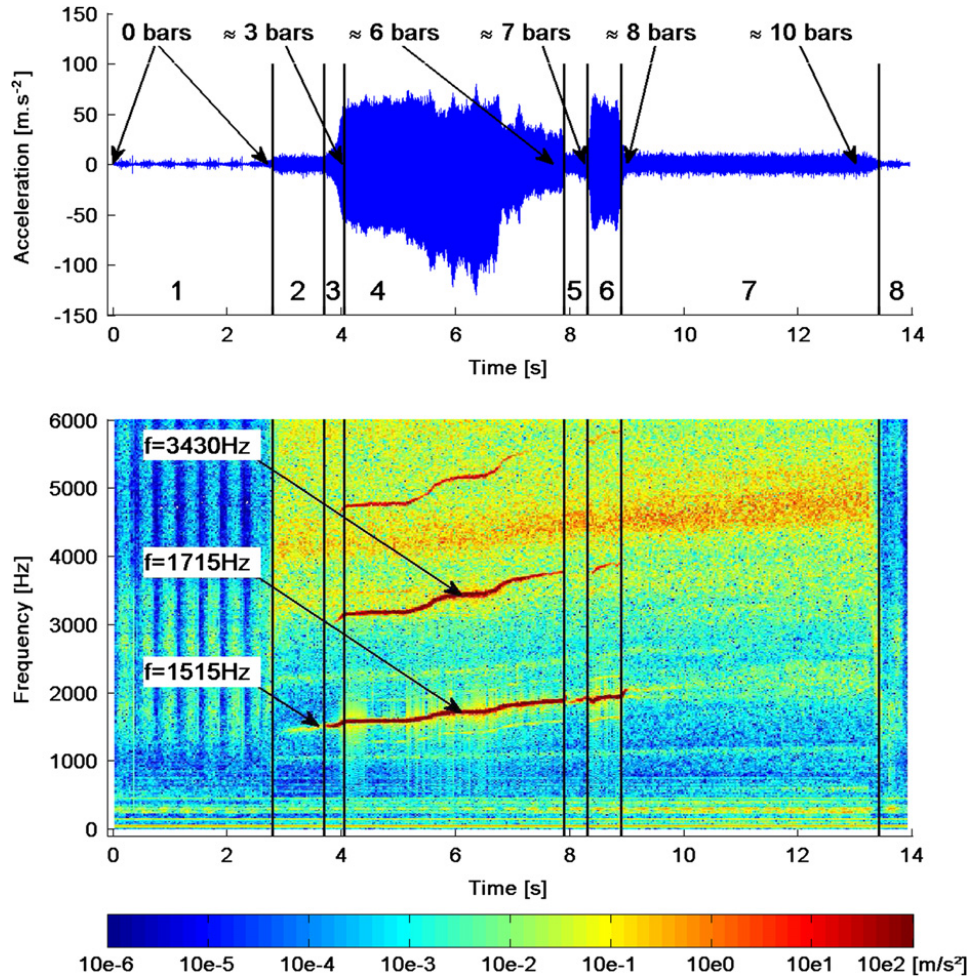 0 bars ≈ 3 bars ≈ 6 bars ≈ 7 bars ≈ 8 bars ≈ 10 bars
100
50
0
-50
-100
-150
Acceleration [m.s-2]
1 2 3 4 5 6 7 8
0 2 4 6 8 10 12 14
Time [s]
6000
5000
4000
3000
2000
1000
0
Frequency [Hz]
f=3430Hz
f=1715Hz
f=1515Hz
0 2 4 6 8 10 12 14
Time [s]
10e-6 10e-5 10e-4 10e-3 10e-2 10e-1 10e0 10e1 10e2 [m/s²]